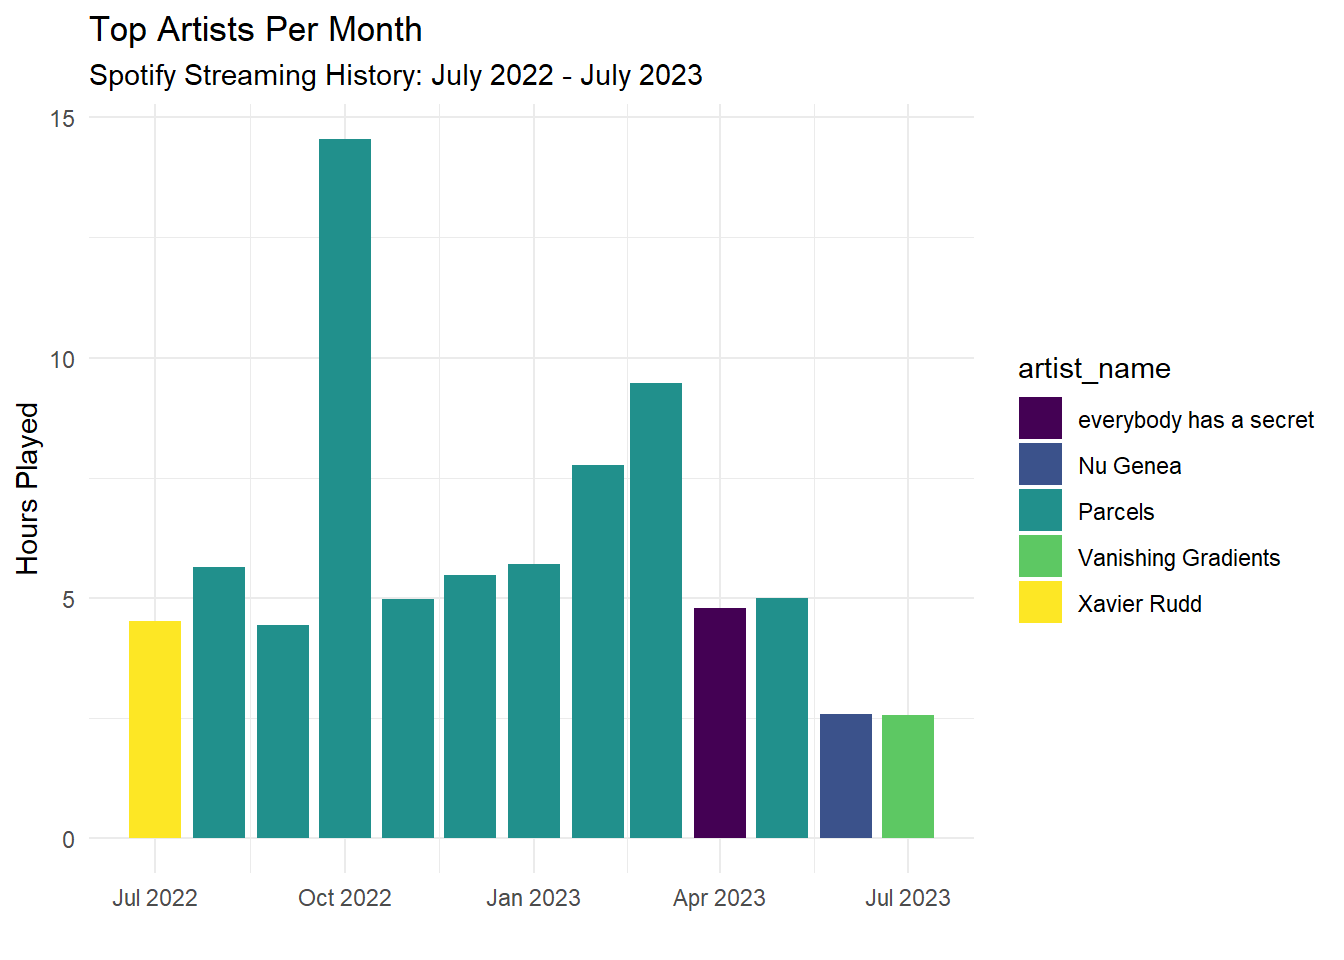 Top Artists Per Month
Spotify Streaming History: July 2022 - July 2023
15
10
5
0
Hours Played
Jul 2022
Oct 2022
Jan 2023
Apr 2023
Jul 2023
artist_name
everybody has a secret
Nu Genea
Parcels
Vanishing Gradients
Xavier Rudd